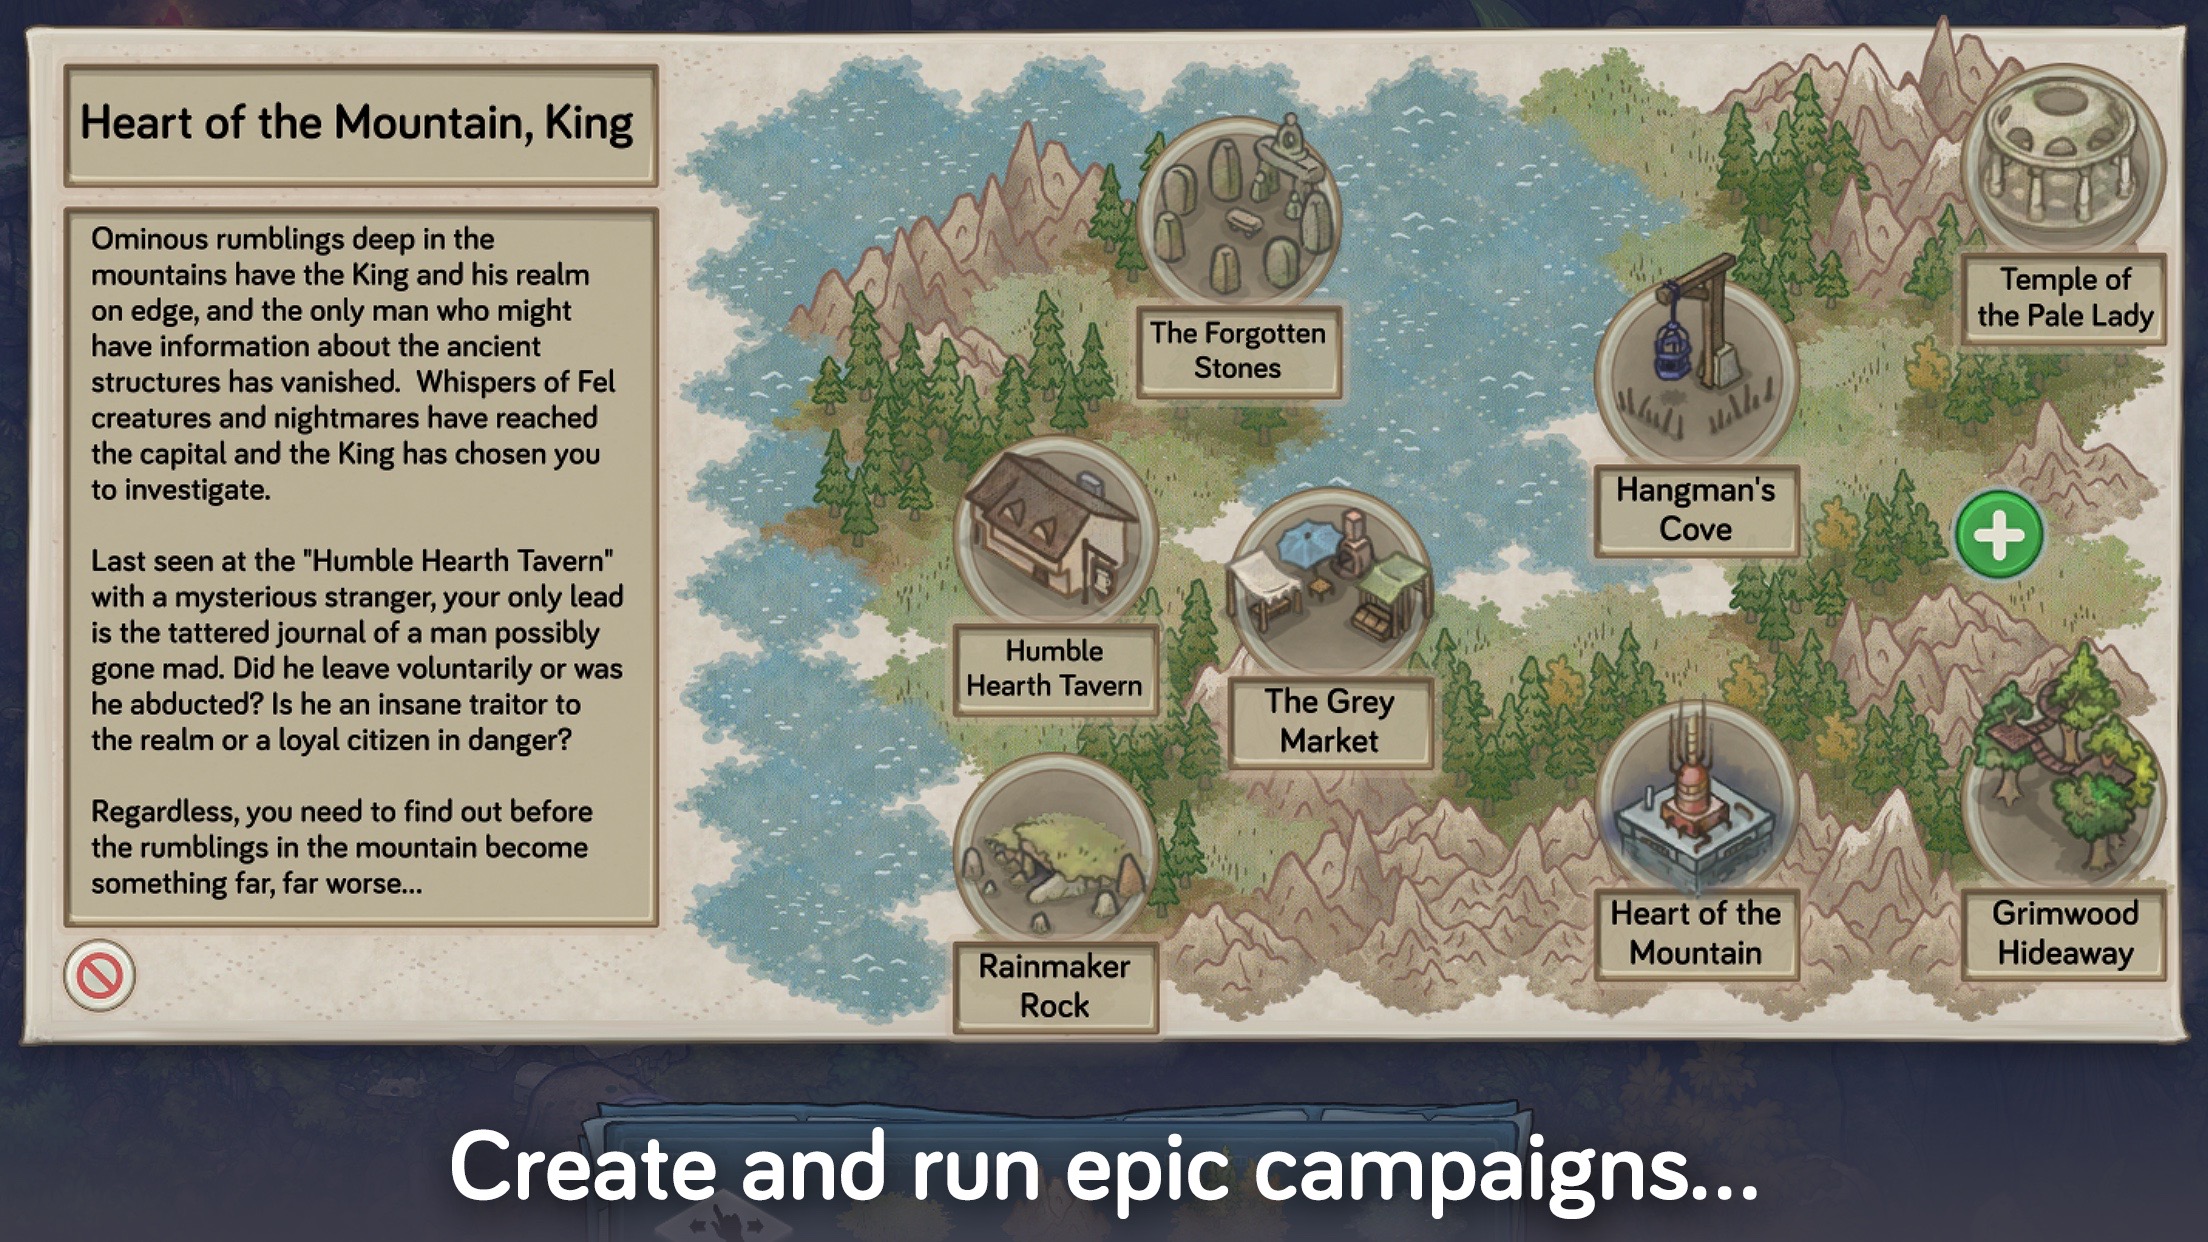 Heart of the Mountain, King
Ominous rumblings deep in the
mountains have the King and his realm
on edge, and the only man who might
have information about the ancient
structures has vanished.  Whispers of Fel
creatures and nightmares have reached
the capital and the King has chosen you
to investigate.
Last seen at the "Humble Hearth Tavern"
with a mysterious stranger, your only lead
is the tattered journal of a man possibly
gone mad. Did he leave voluntarily or was
he abducted? Is he an insane traitor to
the realm or a loyal citizen in danger?
Regardless, you need to find out before
the rumblings in the mountain become
something far, far worse...
The Forgotten
Stones
Temple of
the Pale Lady
Hangman's
Cove
Humble
Hearth Tavern
The Grey
Market
Rainmaker
Rock
Heart of the
Mountain
Grimwood
Hideaway
Create and run epic campaigns...